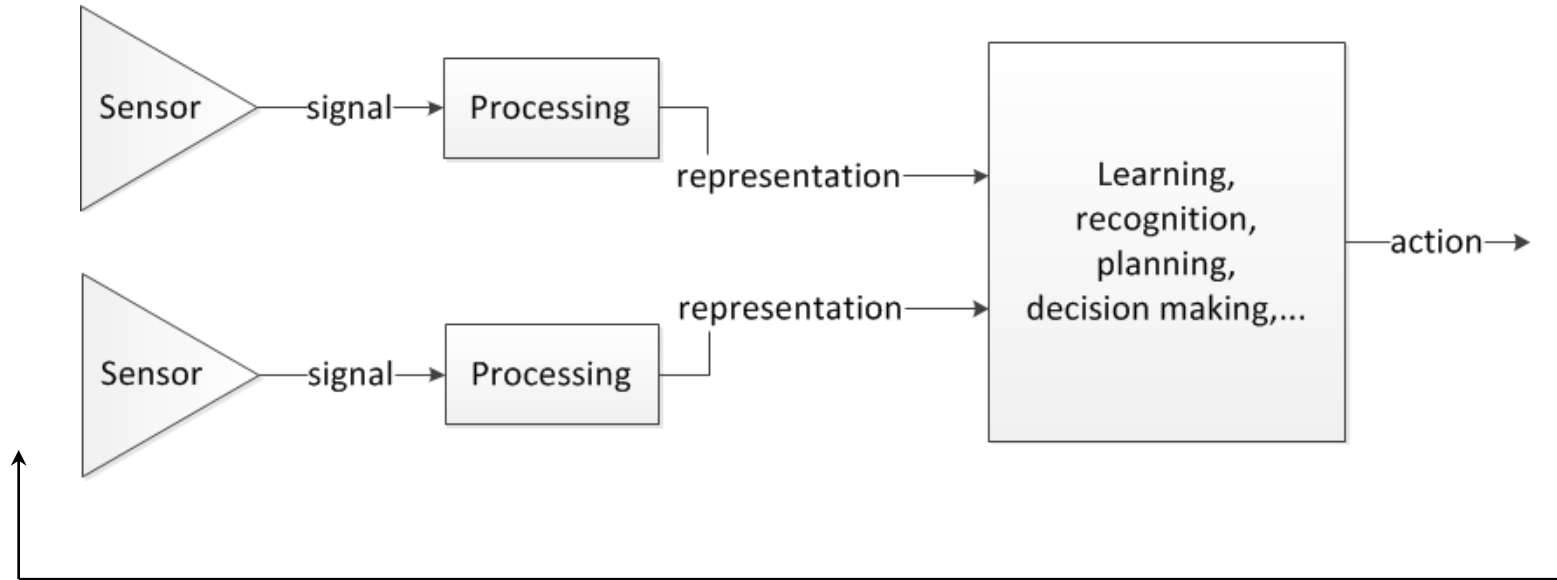 Sensor
signal
Processing
representation
Learning,
recognition,
planning,
decision making,...
action
representation
Sensor
signal
Processing